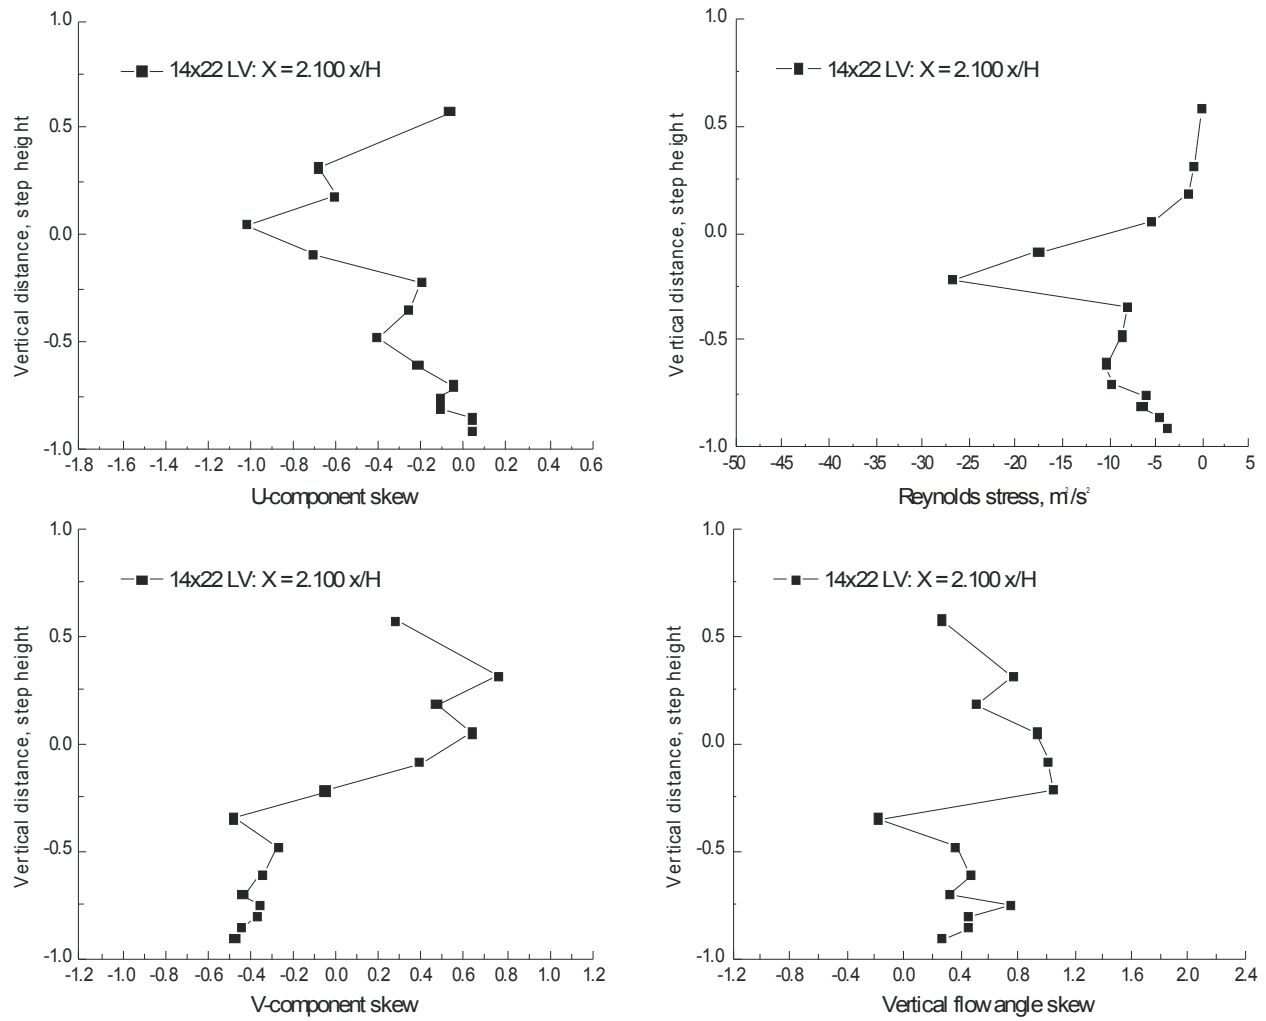 1.0
14x22 LV: X = 2.100 x/H
0.5
0.0
-0.5
-1.0
Vertical distance, step height
-1.8 -1.6 -1.4 -1.2 -1.0 -0.8 -0.6 -0.4 -0.2 0.0 0.2 0.4 0.6
U-component skew
1.0
14x22 LV: X = 2.100 x/H
0.5
0.0
-0.5
-1.0
Vertical distance, step height
-50 -45 -40 -35 -30 -25 -20 -15 -10 -5 0 5
Reynolds stress, m²/s²
1.0
14x22 LV: X = 2.100 x/H
0.5
0.0
-0.5
-1.0
Vertical distance, step height
-1.2 -1.0 -0.8 -0.6 -0.4 -0.2 0.0 0.2 0.4 0.6 0.8 1.0 1.2
V-component skew
1.0
14x22 LV: X = 2.100 x/H
0.5
0.0
-0.5
-1.0
Vertical distance, step height
-1.2 -0.8 -0.4 0.0 0.4 0.8 1.2 1.6 2.0 2.4
Vertical flow angle skew